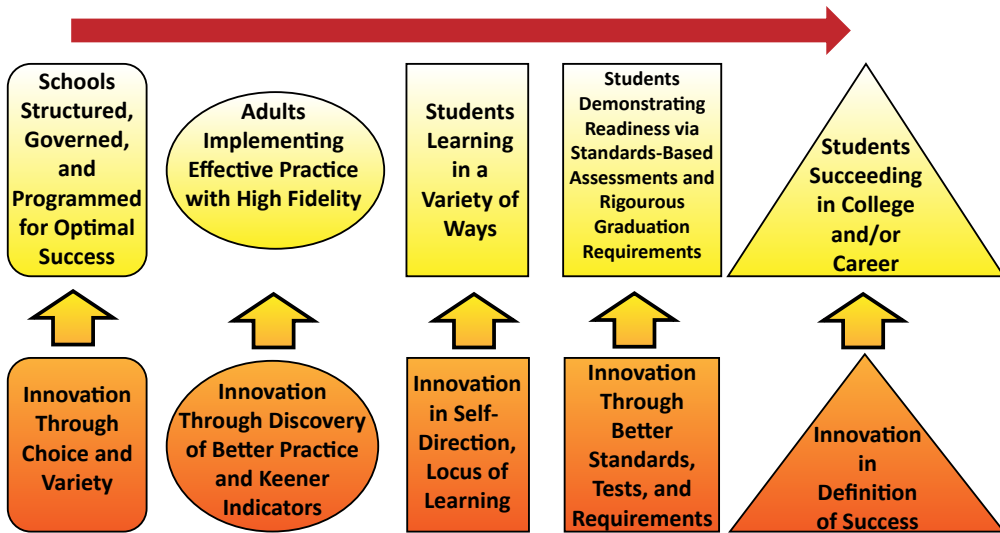 Schools
Structured,
Governed,
and
Programmed
for Optimal
Success
Adults
Implementing
Effective Practice
with High Fidelity
Students
Learning
in a
Variety of
Ways
Students
Demonstrating
Readiness via
Standards-Based
Assessments and
Rigourous
Graduation
Requirements
Students
Succeeding
in College
and/or
Career
Innovation
Through
Choice and
Variety
Innovation
Through Discovery
of Better Practice
and Keener
Indicators
Innovation
in Self-
Direction,
Locus of
Learning
Innovation
Through
Better
Standards,
Tests, and
Requirements
Innovation
in
Definition
of Success